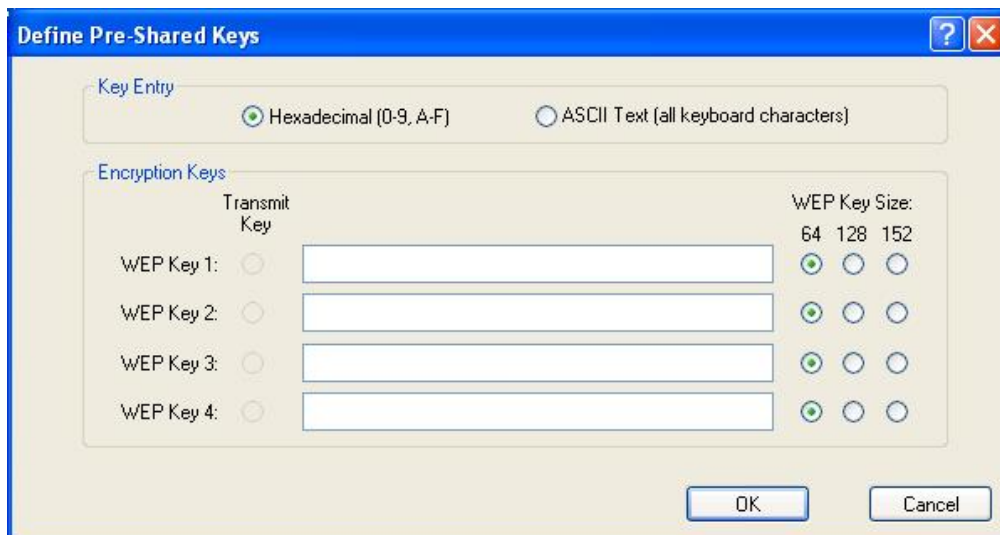 Define Pre-Shared Keys
Key Entry
Hexadecimal (0-9, A-F) ASCII Text (all keyboard characters)
Encryption Keys
Transmit Key
WEP Key Size:
64 128 152
WEP Key 1:
WEP Key 2:
WEP Key 3:
WEP Key 4:
OK Cancel